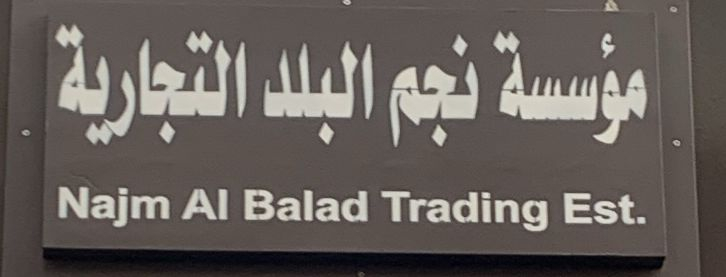 مؤسسة نجم البلد التجارية
Najm Al Balad Trading Est.